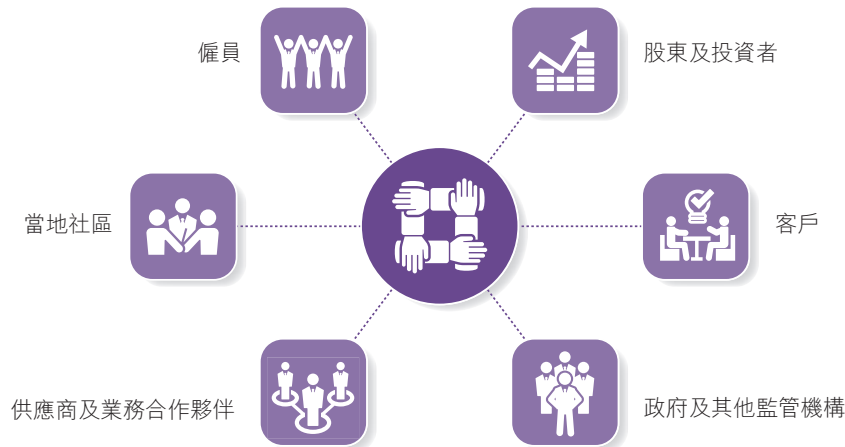 僱員
股東及投資者
當地社區
客戶
供應商及業務合作夥伴
政府及其他監管機構